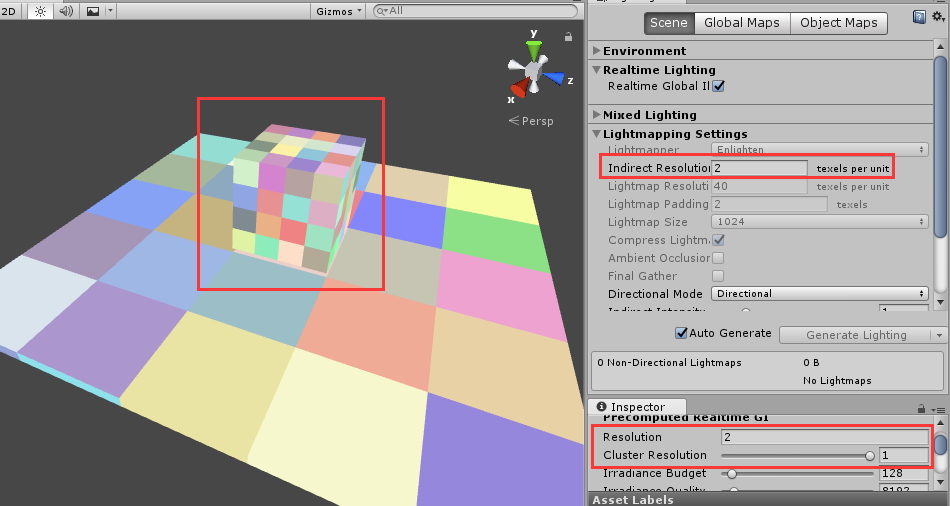 2D
Gizmos
All
y
z
x
Persp
Scene
Global Maps
Object Maps
Environment
Realtime Lighting
Realtime Global Il
Mixed Lighting
Lightmapping Settings
Lightmapper Enlighten
Indirect Resolution 2 texels per unit
Lightmap Resoluti 40 texels per unit
Lightmap Padding 2 texels
Lightmap Size 1024
Compress Lightm
Ambient Occlusion
Final Gather
Directional Mode Directional
Indirect Intensity 1
Auto Generate Generate Lighting
0 Non-Directional Lightmaps 0 B
No Lightmaps
Inspector
Precomputed Realtime GI
Resolution 2
Cluster Resolution 1
Irradiance Budget 128
Irradiance Quality 8192
Asset Labels